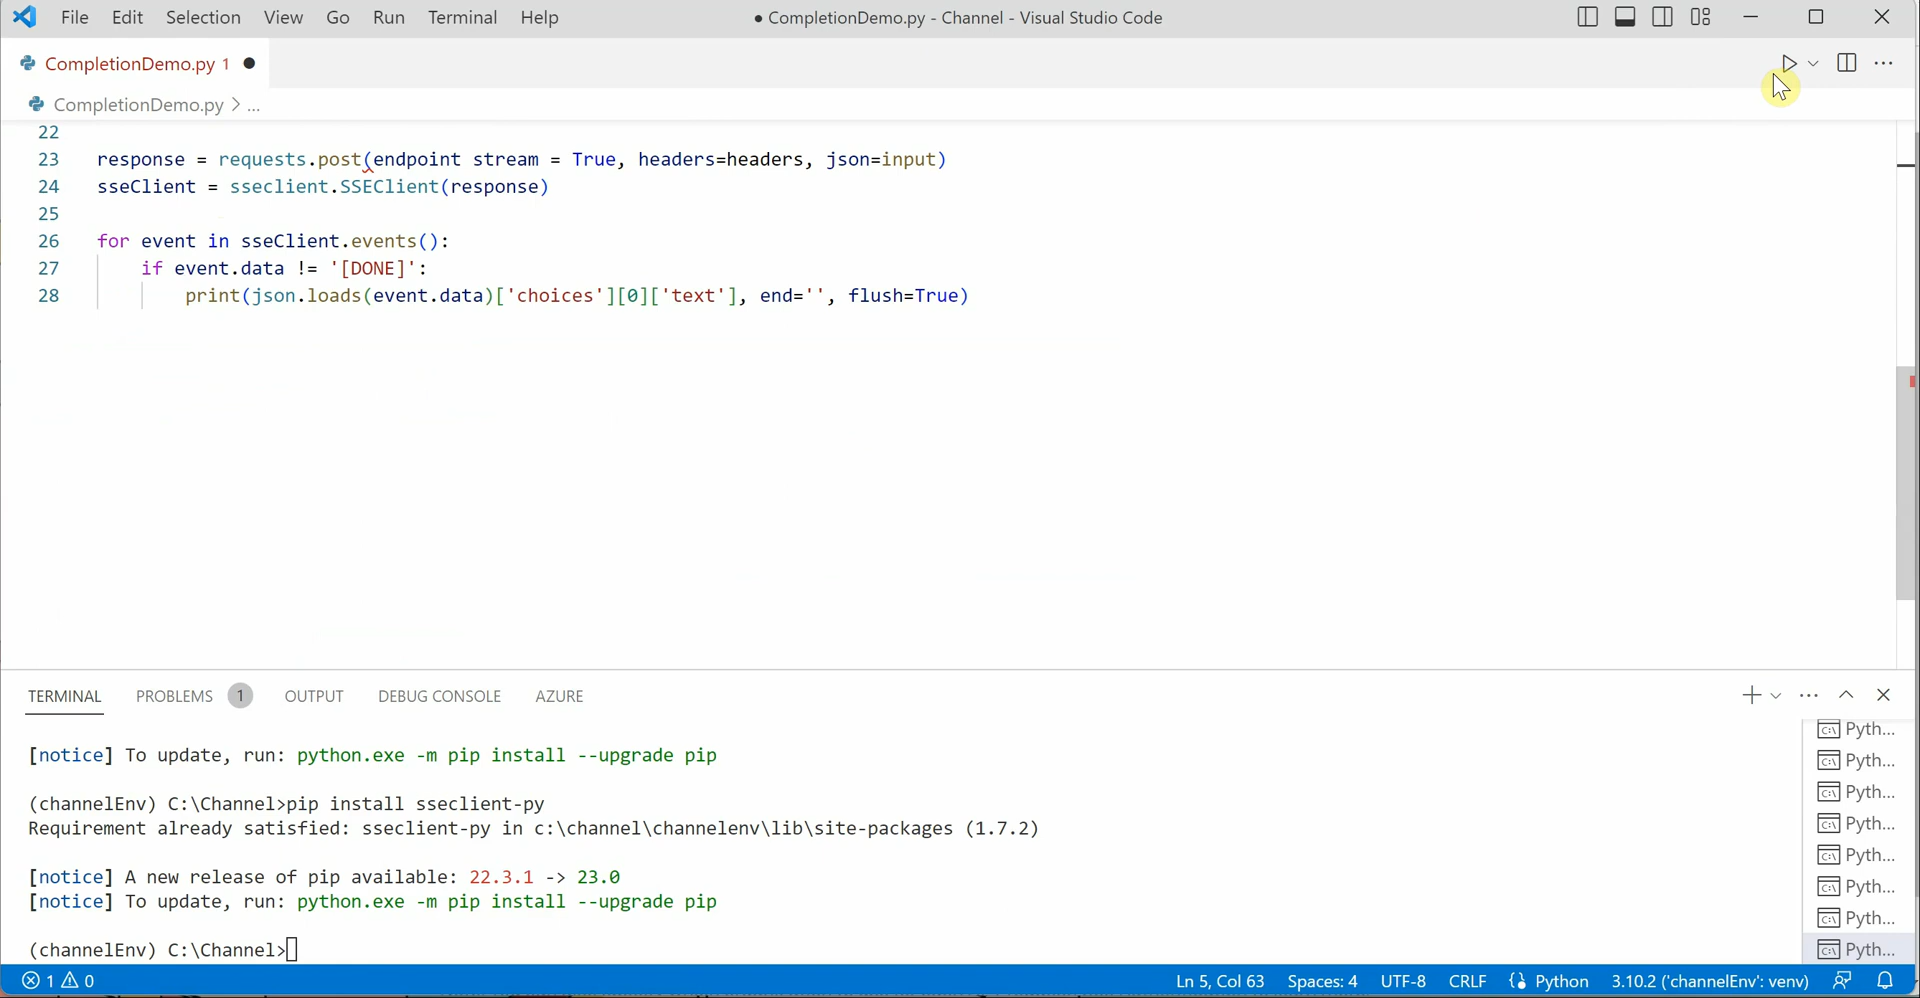 File Edit Selection View Go Run Terminal Help ● CompletionDemo.py - Channel - Visual Studio Code
CompletionDemo.py 1 ●
CompletionDemo.py > ...
22
23 response = requests.post(endpoint stream = True, headers=headers, json=input)
24 sseClient = sseclient.SSEClient(response)
25
26 for event in sseClient.events():
27 if event.data != '[DONE]':
28 print(json.loads(event.data)['choices'][0]['text'], end='', flush=True)
TERMINAL PROBLEMS 1 OUTPUT DEBUG CONSOLE AZURE
[notice] To update, run: python.exe -m pip install --upgrade pip
(channelEnv) C:\Channel>pip install sseclient-py
Requirement already satisfied: sseclient-py in c:\channel\channelenv\lib\site-packages (1.7.2)
[notice] A new release of pip available: 22.3.1 -> 23.0
[notice] To update, run: python.exe -m pip install --upgrade pip
(channelEnv) C:\Channel>
Pyth...
Pyth...
Pyth...
Pyth...
Pyth...
Pyth...
Pyth...
Pyth...
1 0 Ln 5, Col 63 Spaces: 4 UTF-8 CRLF Python 3.10.2 ('channelEnv': venv)